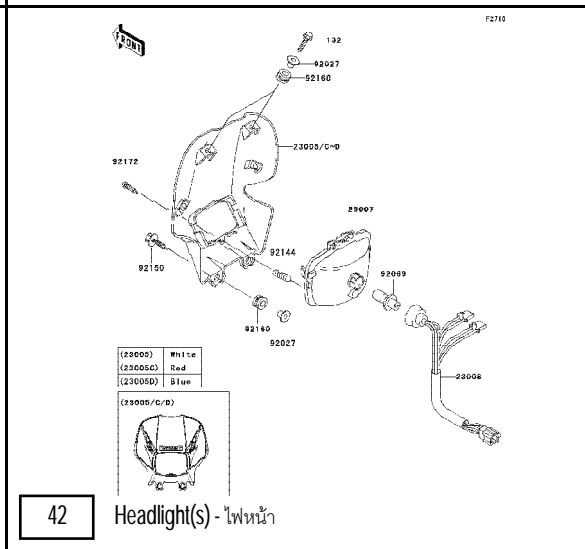 F2710
FRONT
132
92027
92160
23005/C~D
92172
23007
92144
92150
92069
92160
92027
23008
(23005) White
(23005C) Red
(23005D) Blue
(23005/C/D)
42 Headlight(s) - ไฟหน้า